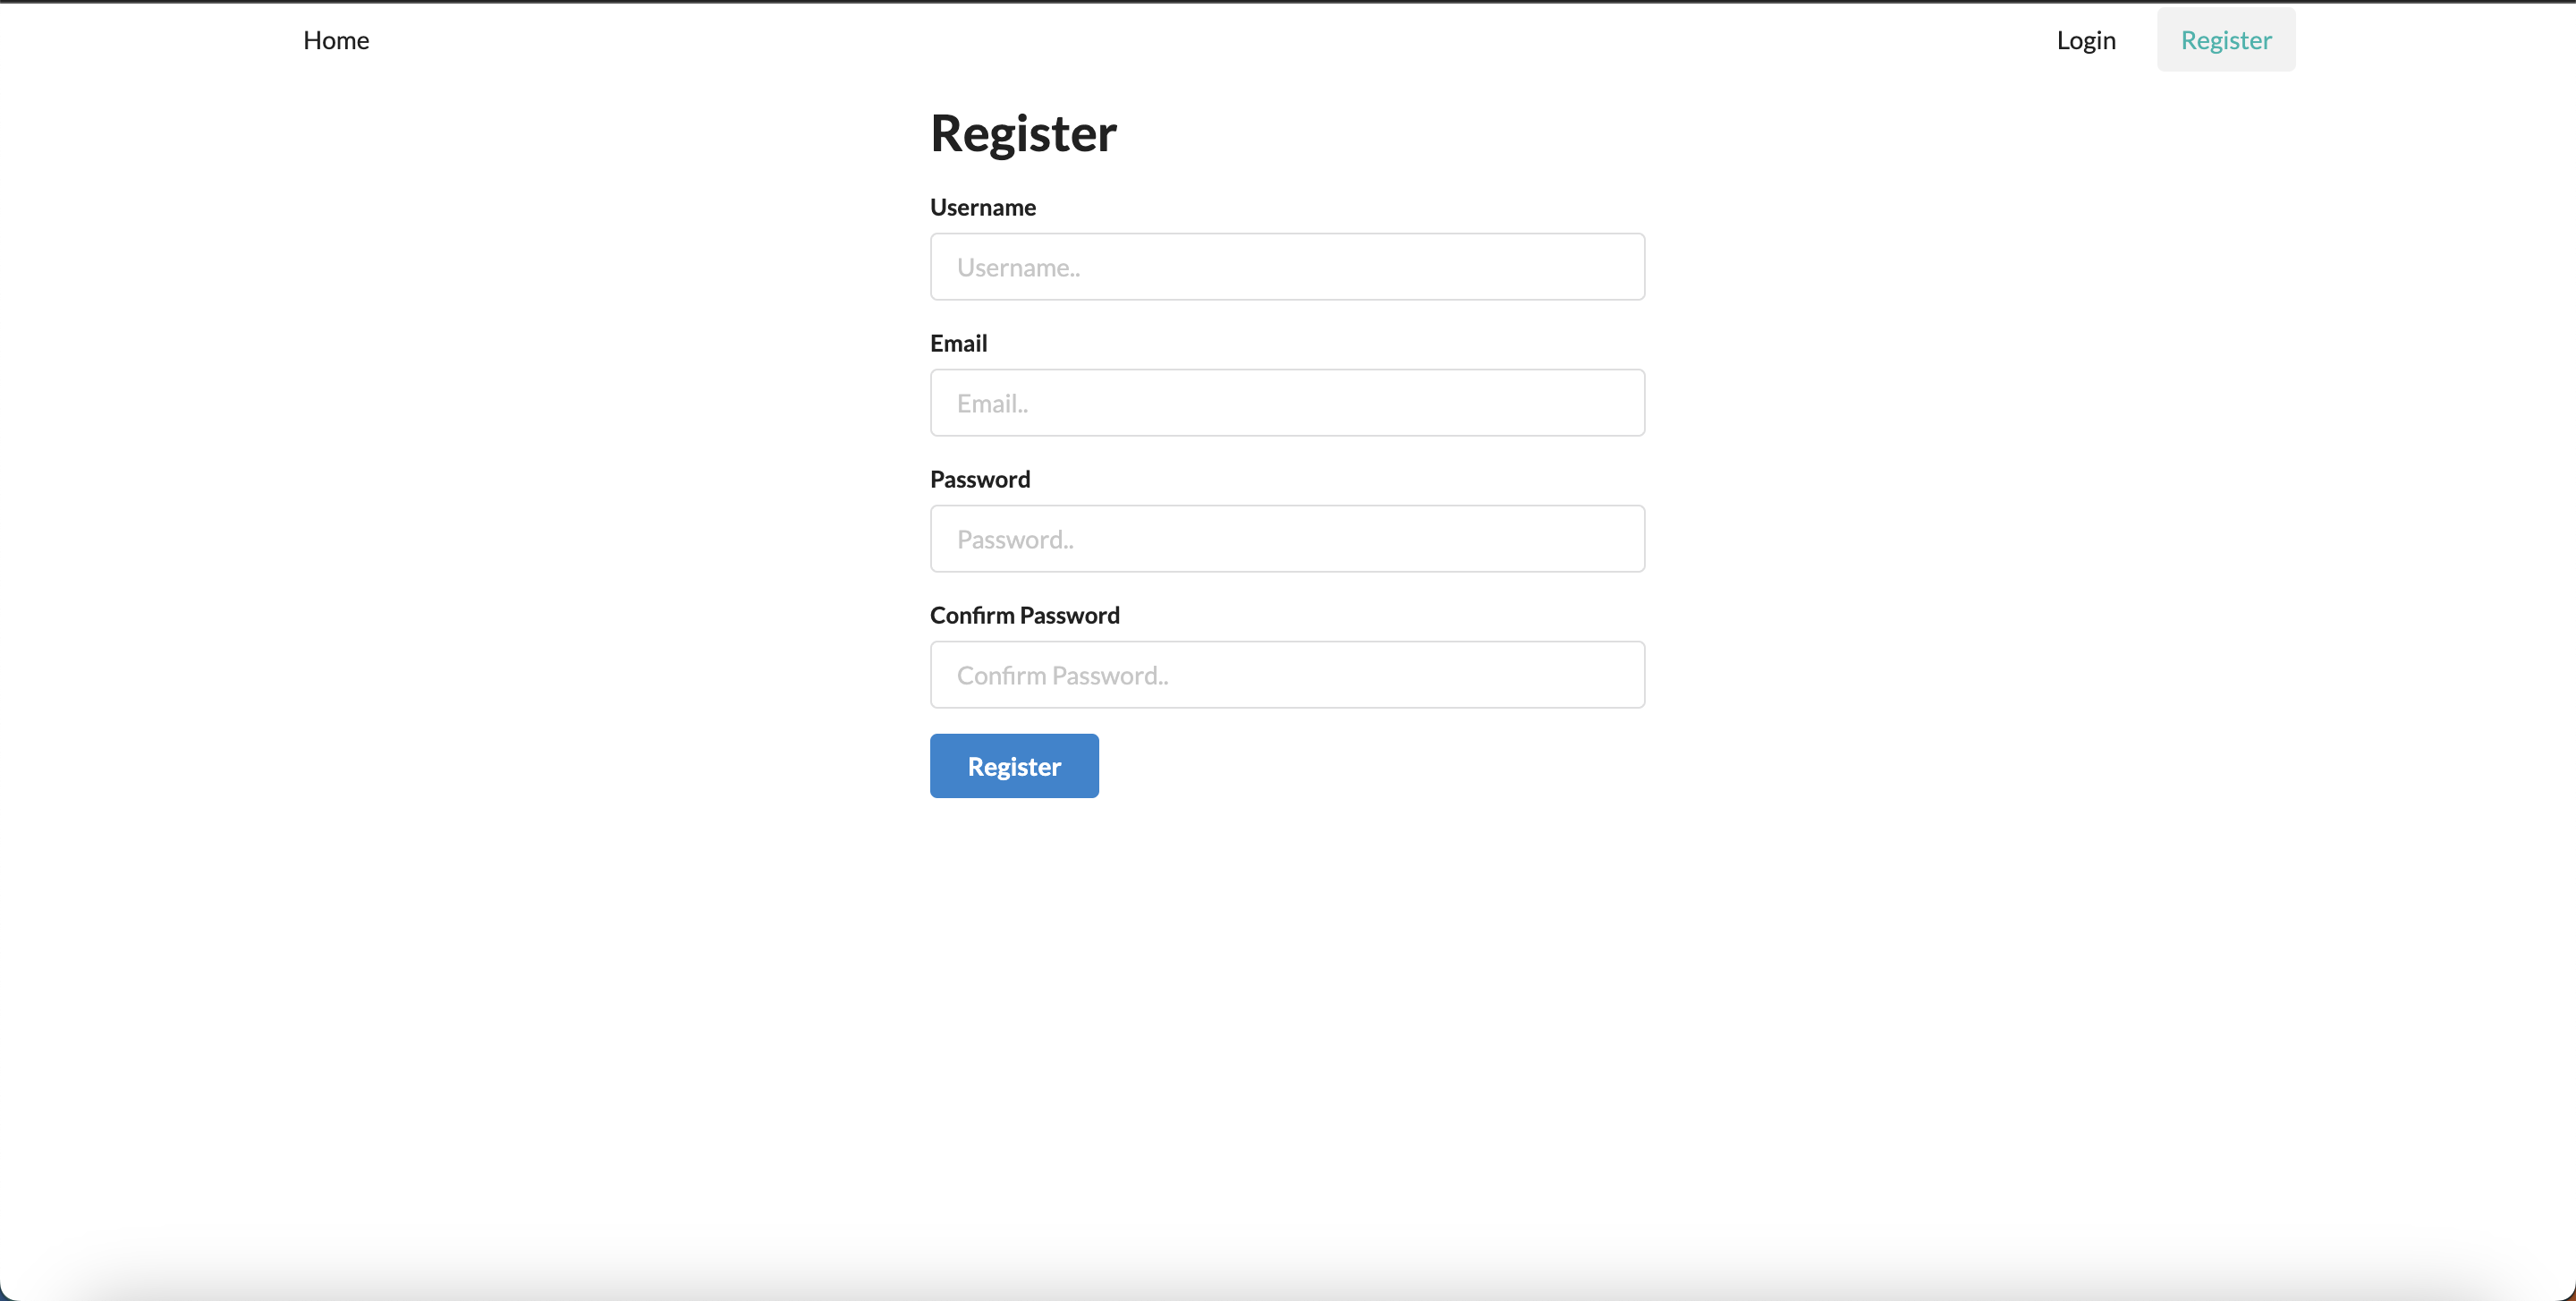 Home Login Register
Register
Username
Username..
Email
Email..
Password
Password..
Confirm Password
Confirm Password..
Register